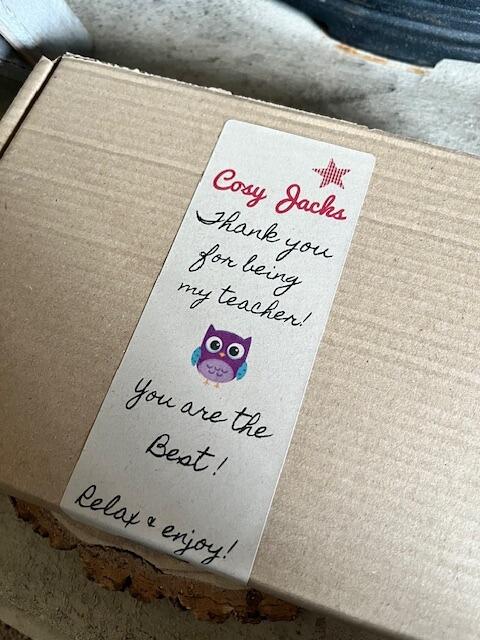 Cosy Jacks
Thank you
for being
my teacher!
You are the
Best!
Relax & enjoy!